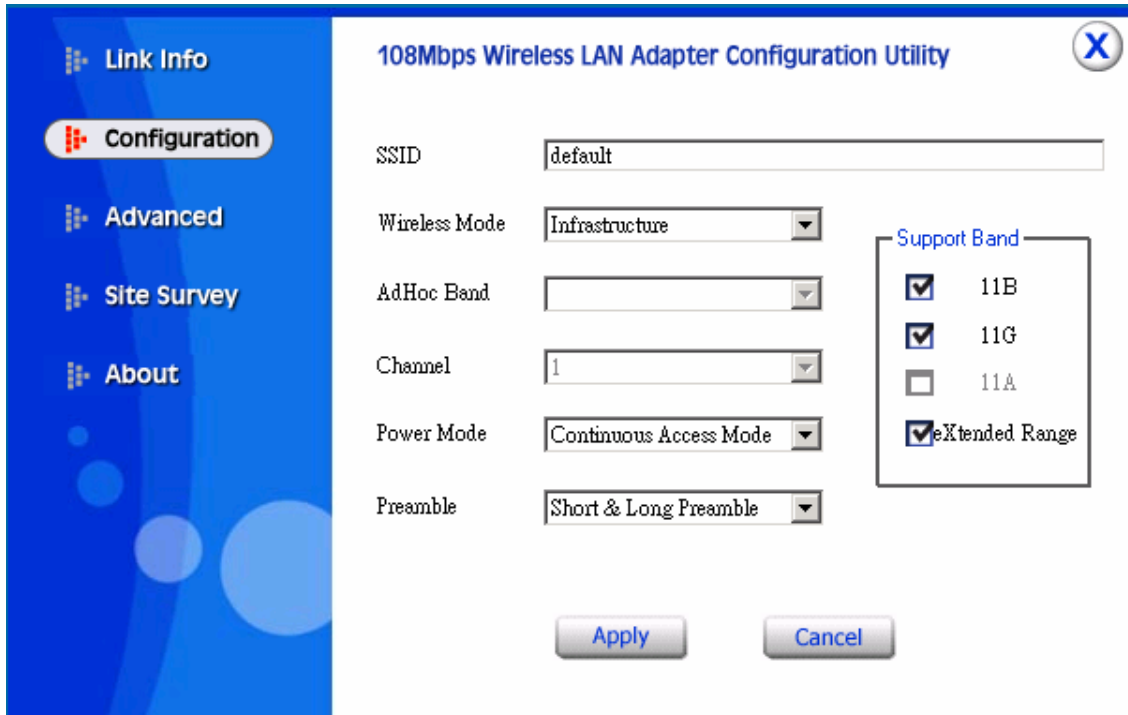 Link Info
Configuration
Advanced
Site Survey
About
108Mbps Wireless LAN Adapter Configuration Utility
X
SSID
default
Wireless Mode
Infrastructure
AdHoc Band
Channel
1
Power Mode
Continuous Access Mode
Preamble
Short & Long Preamble
Support Band
11B
11G
11A
eXtended Range
Apply
Cancel